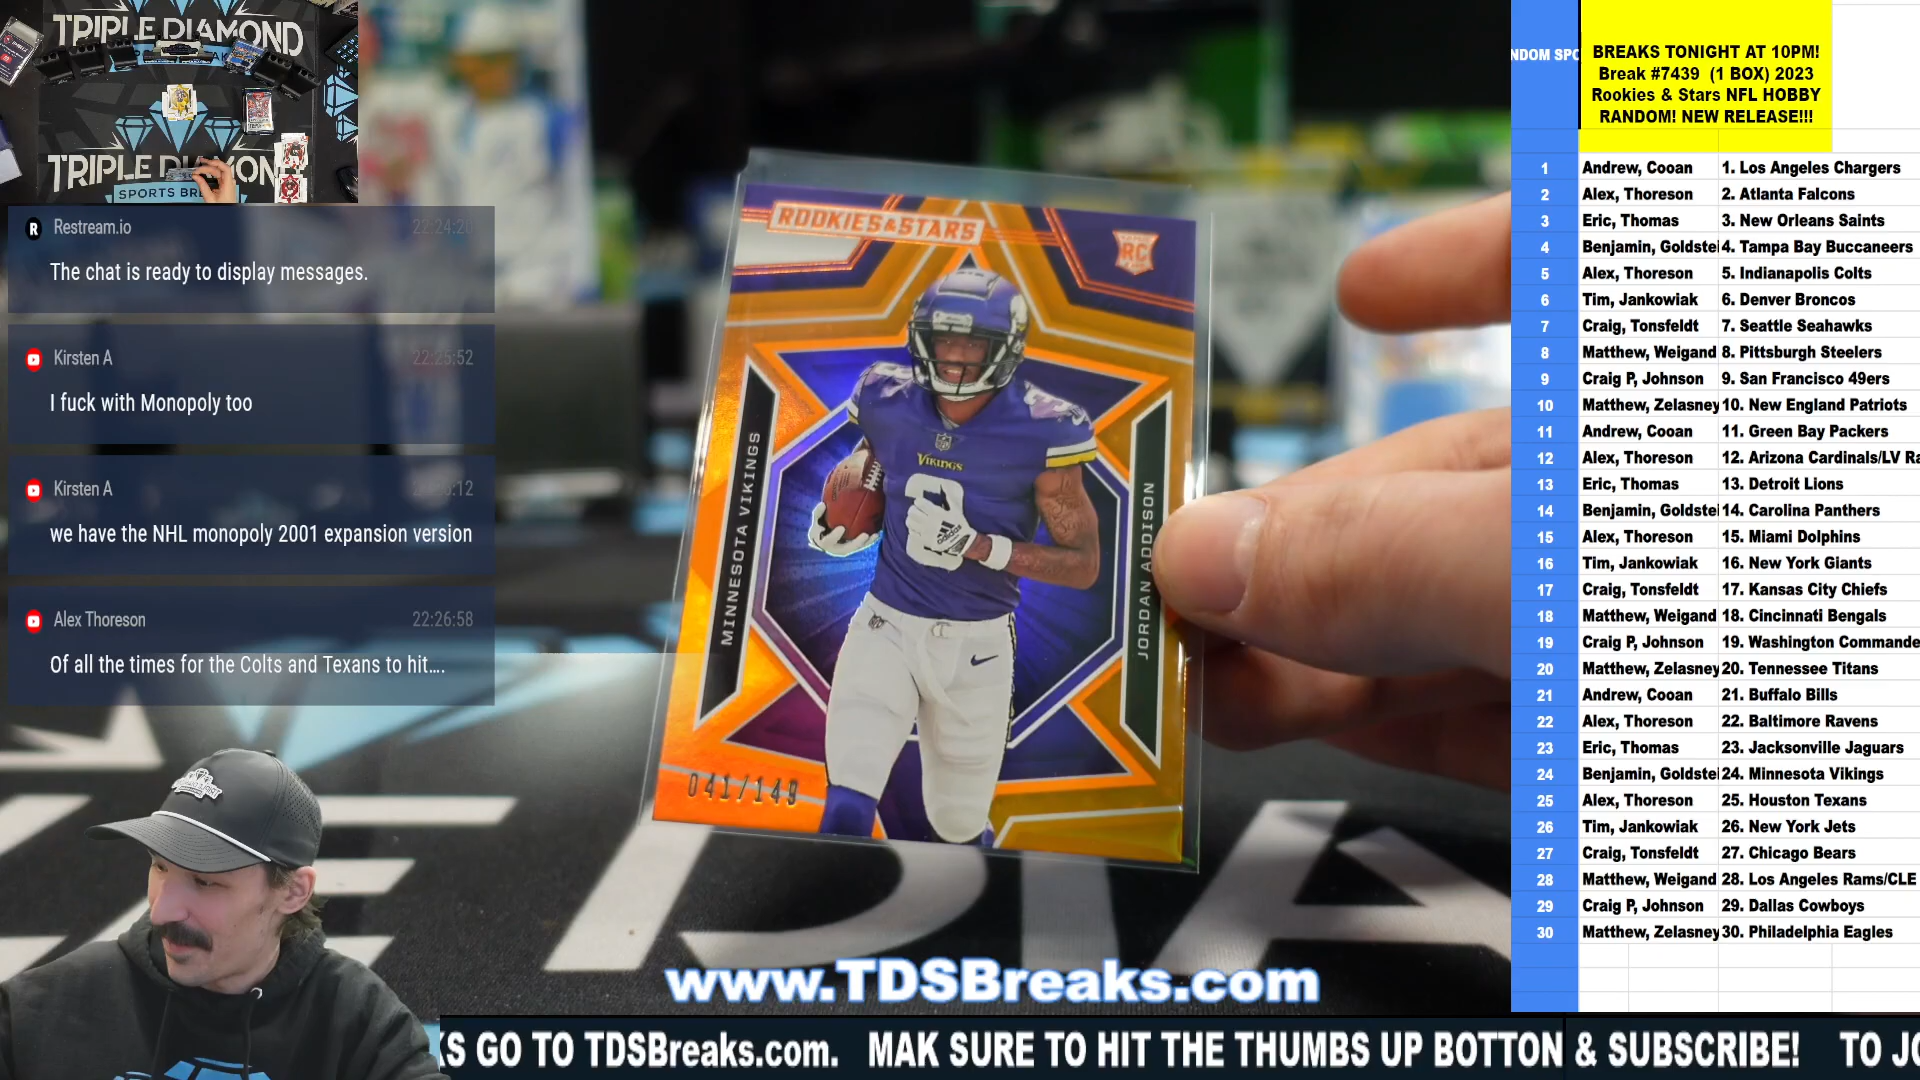 TRIPLE DIAMOND
TRIPLE DIAMOND
SPORTS BRE
Restream.io 22:24:20
The chat is ready to display messages.
Kirsten A 22:25:52
I fuck with Monopoly too
Kirsten A
we have the NHL monopoly 2001 expansion version
Alex Thoreson 22:26:58
Of all the times for the Colts and Texans to hit....
ROOKIES & STARS
RC
VIKINGS
MINNESOTA VIKINGS
JORDAN ADDISON
041/149
www.TDSBreaks.com
NDOM SPO
BREAKS TONIGHT AT 10PM!
Break #7439 (1 BOX) 2023
Rookies & Stars NFL HOBBY
RANDOM! NEW RELEASE!!!
1 Andrew, Cooan 1. Los Angeles Chargers
2 Alex, Thoreson 2. Atlanta Falcons
3 Eric, Thomas 3. New Orleans Saints
4 Benjamin, Goldstei 4. Tampa Bay Buccaneers
5 Alex, Thoreson 5. Indianapolis Colts
6 Tim, Jankowiak 6. Denver Broncos
7 Craig, Tonsfeldt 7. Seattle Seahawks
8 Matthew, Weigand 8. Pittsburgh Steelers
9 Craig P, Johnson 9. San Francisco 49ers
10 Matthew, Zelasney 10. New England Patriots
11 Andrew, Cooan 11. Green Bay Packers
12 Alex, Thoreson 12. Arizona Cardinals/LV Ra
13 Eric, Thomas 13. Detroit Lions
14 Benjamin, Goldstei 14. Carolina Panthers
15 Alex, Thoreson 15. Miami Dolphins
16 Tim, Jankowiak 16. New York Giants
17 Craig, Tonsfeldt 17. Kansas City Chiefs
18 Matthew, Weigand 18. Cincinnati Bengals
19 Craig P, Johnson 19. Washington Commande
20 Matthew, Zelasney 20. Tennessee Titans
21 Andrew, Cooan 21. Buffalo Bills
22 Alex, Thoreson 22. Baltimore Ravens
23 Eric, Thomas 23. Jacksonville Jaguars
24 Benjamin, Goldstei 24. Minnesota Vikings
25 Alex, Thoreson 25. Houston Texans
26 Tim, Jankowiak 26. New York Jets
27 Craig, Tonsfeldt 27. Chicago Bears
28 Matthew, Weigand 28. Los Angeles Rams/CLE
29 Craig P, Johnson 29. Dallas Cowboys
30 Matthew, Zelasney 30. Philadelphia Eagles
KS GO TO TDSBreaks.com. MAK SURE TO HIT THE THUMBS UP BOTTON & SUBSCRIBE! TO JO